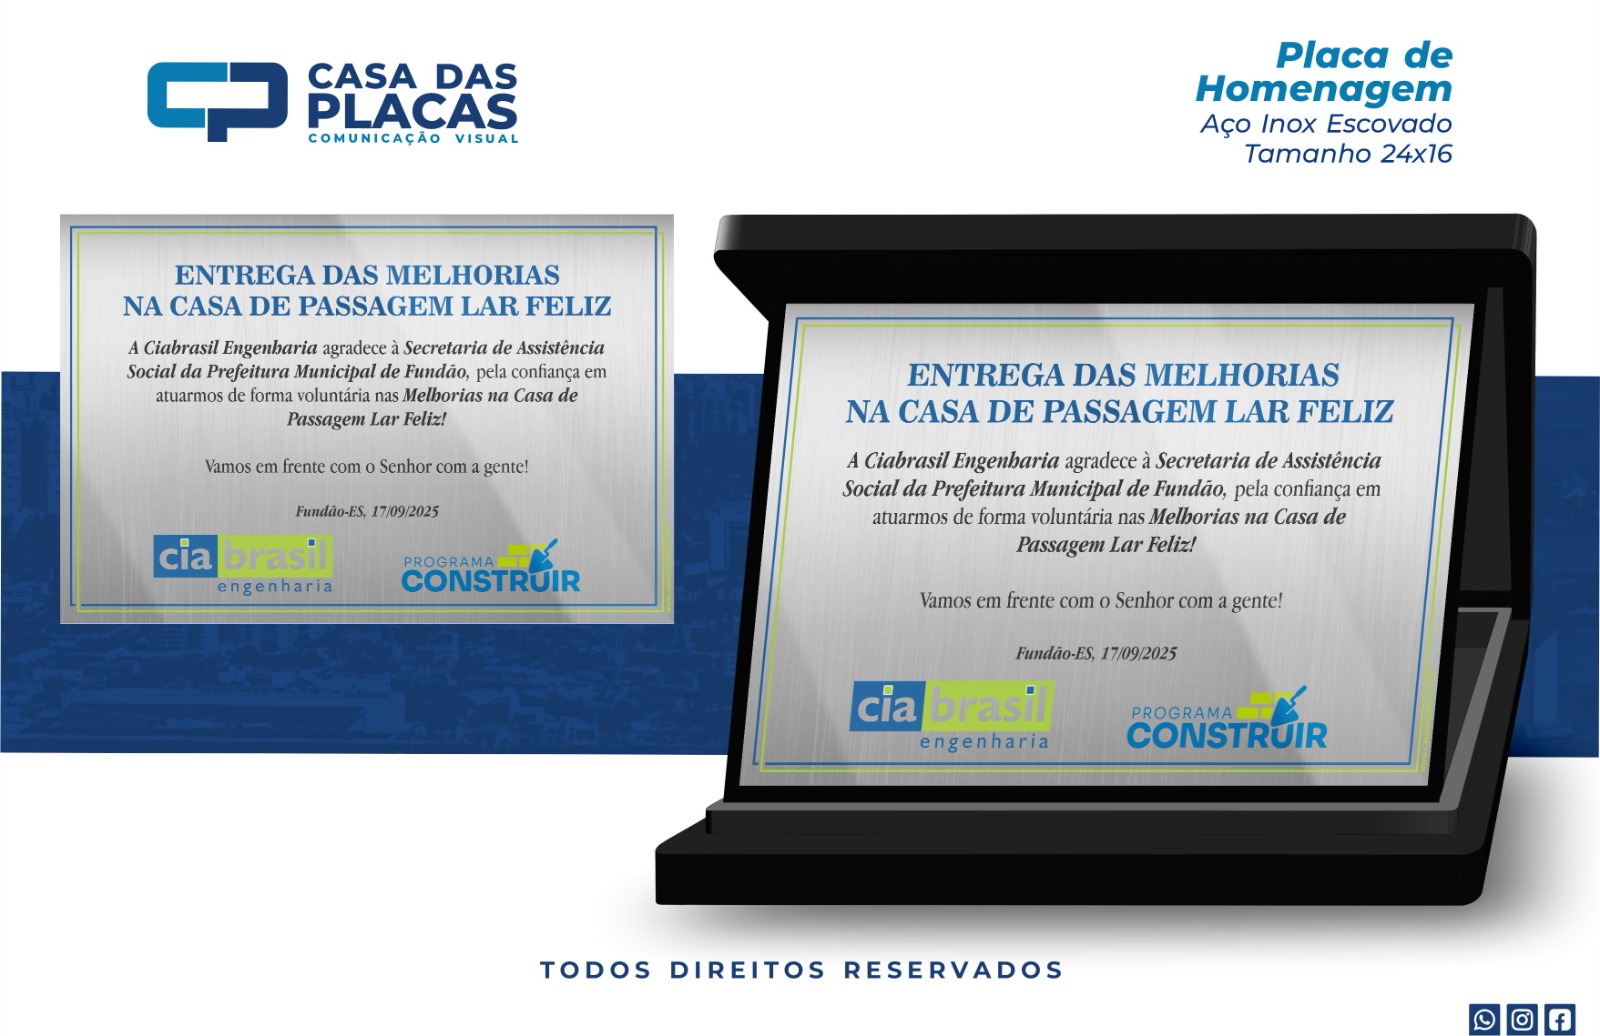 CASA DAS
PLACAS
COMUNICAÇÃO VISUAL
Placa de
Homenagem
Aço Inox Escovado
Tamanho 24x16
ENTREGA DAS MELHORIAS
NA CASA DE PASSAGEM LAR FELIZ
A Ciabrasil Engenharia agradece à Secretaria de Assistência
Social da Prefeitura Municipal de Fundão, pela confiança em
atuarmos de forma voluntária nas Melhorias na Casa de
Passagem Lar Feliz!
Vamos em frente com o Senhor com a gente!
Fundão-ES, 17/09/2025
cia brasil
engenharia
PROGRAMA
CONSTRUIR
ENTREGA DAS MELHORIAS
NA CASA DE PASSAGEM LAR FELIZ
A Ciabrasil Engenharia agradece à Secretaria de Assistência
Social da Prefeitura Municipal de Fundão, pela confiança em
atuarmos de forma voluntária nas Melhorias na Casa de
Passagem Lar Feliz!
Vamos em frente com o Senhor com a gente!
Fundão-ES, 17/09/2025
cia brasil
engenharia
PROGRAMA
CONSTRUIR
TODOS DIREITOS RESERVADOS